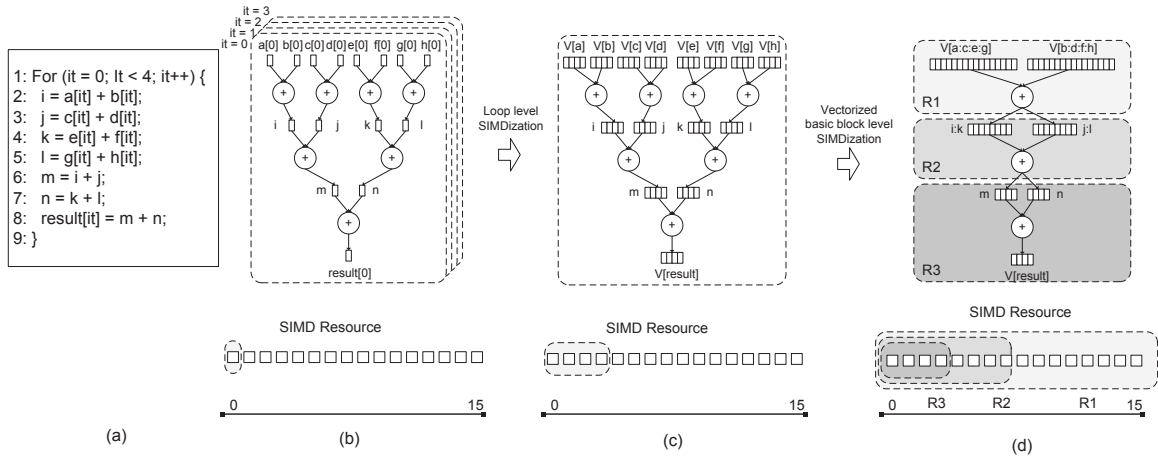 1: For (it = 0; It < 4; it++) {
2: i = a[it] + b[it];
3: j = c[it] + d[it];
4: k = e[it] + f[it];
5: l = g[it] + h[it];
6: m = i + j;
7: n = k + l;
8: result[it] = m + n;
9: }
(a)
it = 3
it = 2
it = 1
it = 0
a[0] b[0] c[0] d[0] e[0] f[0] g[0] h[0]
+ + + +
i j k l
+ +
m n
+
result[0]
SIMD Resource
0 15
(b)
Loop level
SIMDization
V[a] V[b] V[c] V[d] V[e] V[f] V[g] V[h]
+ + + +
i j k l
+ +
m n
+
V[result]
SIMD Resource
0 15
(c)
Vectorized
basic block level
SIMDization
V[a:c:e:g] V[b:d:f:h]
+
R1
i:k j:l
+
R2
m n
+
R3
V[result]
SIMD Resource
0 R3 R2 R1 15
(d)